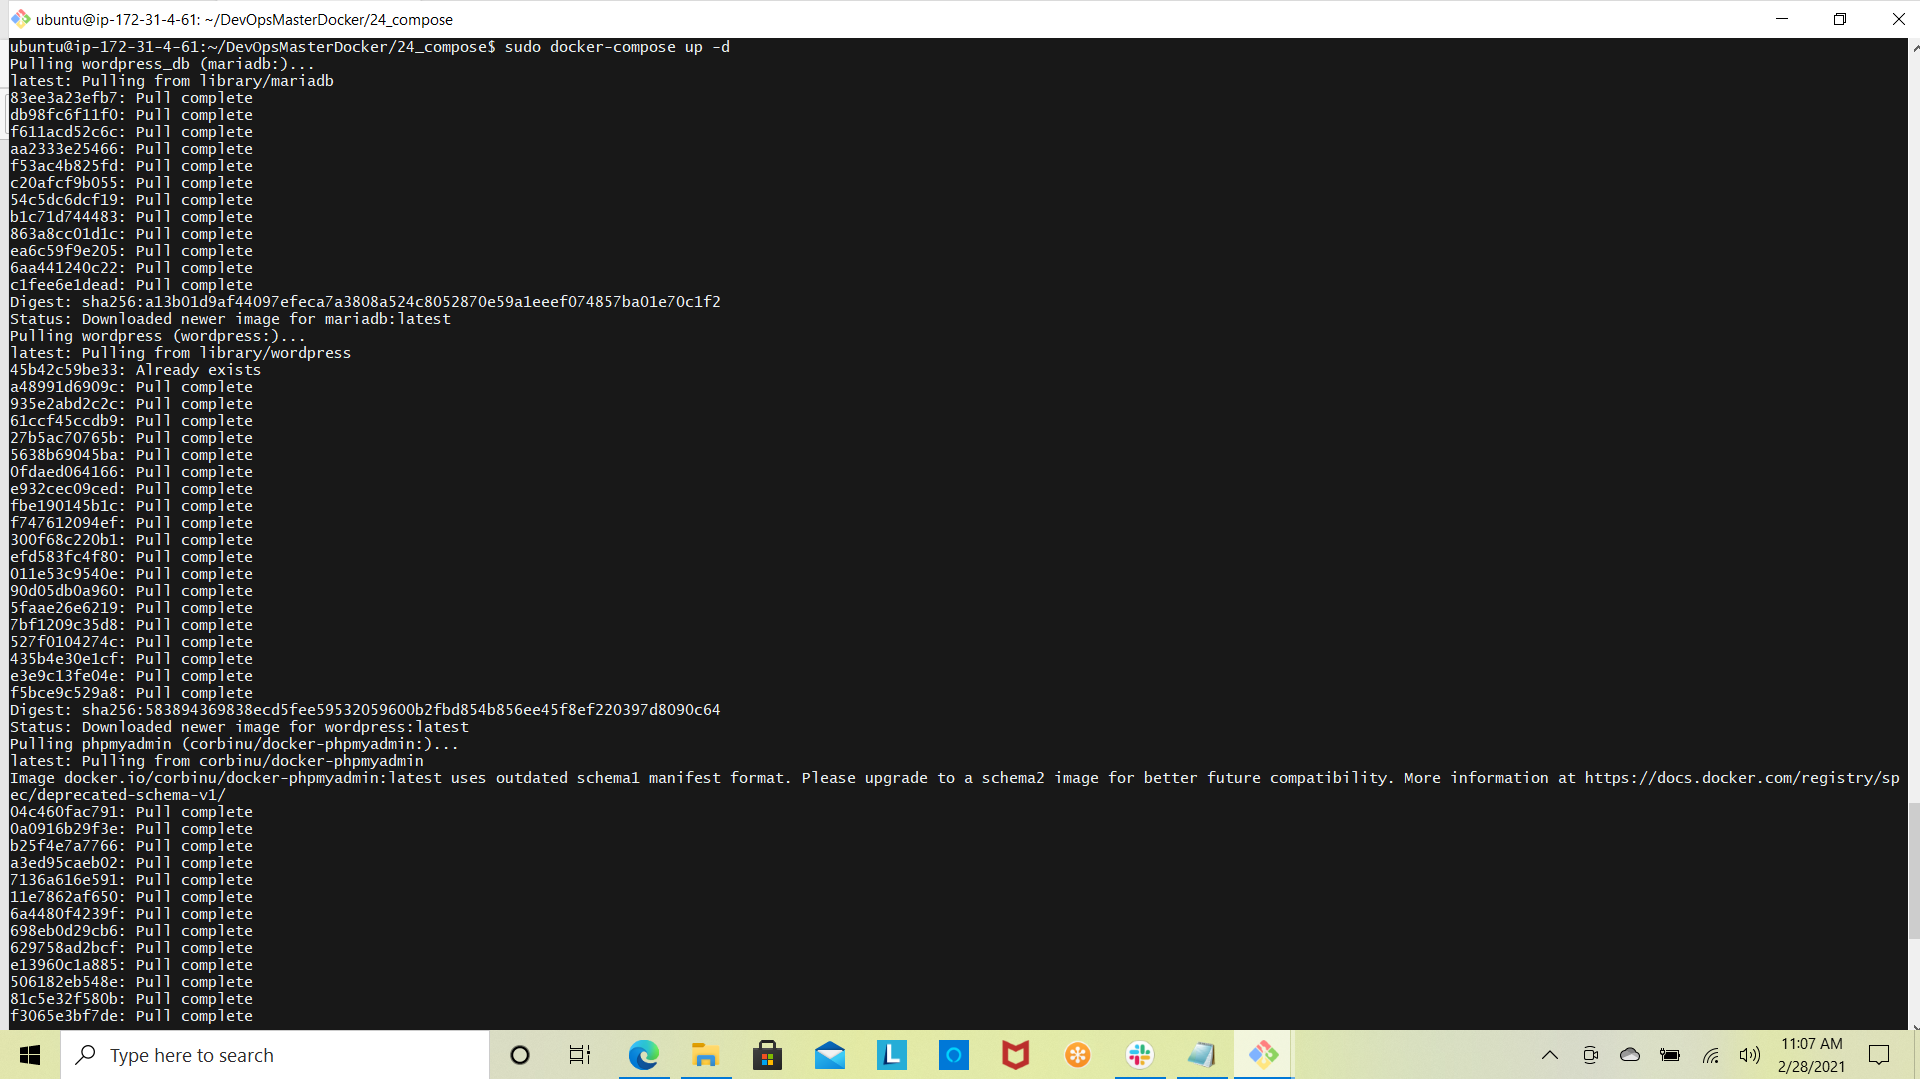 ubuntu@ip-172-31-4-61: ~/DevOpsMasterDocker/24_compose
ubuntu@ip-172-31-4-61:~/DevOpsMasterDocker/24_compose$ sudo docker-compose up -d
Pulling wordpress_db (mariadb:)...
latest: Pulling from library/mariadb
83ee3a23efb7: Pull complete
db98fc6f11f0: Pull complete
f611acd52c6c: Pull complete
aa2333e25466: Pull complete
f53ac4b825fd: Pull complete
c20afcf9b055: Pull complete
54c5dc6dcf19: Pull complete
b1c71d744483: Pull complete
863a8cc01d1c: Pull complete
ea6c59f9e205: Pull complete
6aa441240c22: Pull complete
c1fee6e1dead: Pull complete
Digest: sha256:a13b01d9af44097efeca7a3808a524c8052870e59a1eeef074857ba01e70c1f2
Status: Downloaded newer image for mariadb:latest
Pulling wordpress (wordpress:)...
latest: Pulling from library/wordpress
45b42c59be33: Already exists
a48991d6909c: Pull complete
935e2abd2c2c: Pull complete
61ccf45ccdb9: Pull complete
27b5ac70765b: Pull complete
5638b69045ba: Pull complete
0fdaed064166: Pull complete
e932cec09ced: Pull complete
fbe190145b1c: Pull complete
f747612094ef: Pull complete
300f68c220b1: Pull complete
efd583fc4f80: Pull complete
011e53c9540e: Pull complete
90d05db0a960: Pull complete
5faae26e6219: Pull complete
7bf1209c35d8: Pull complete
527f0104274c: Pull complete
435b4e30e1cf: Pull complete
e3e9c13fe04e: Pull complete
f5bce9c529a8: Pull complete
Digest: sha256:583894369838ecd5fee59532059600b2fbd854b856ee45f8ef220397d8090c64
Status: Downloaded newer image for wordpress:latest
Pulling phpmyadmin (corbinu/docker-phpmyadmin:)...
latest: Pulling from corbinu/docker-phpmyadmin
Image docker.io/corbinu/docker-phpmyadmin:latest uses outdated schema1 manifest format. Please upgrade to a schema2 image for better future compatibility. More information at https://docs.docker.com/registry/sp
ec/deprecated-schema-v1/
04c460fac791: Pull complete
0a0916b29f3e: Pull complete
b25f4e7a7766: Pull complete
a3ed95caeb02: Pull complete
7136a616e591: Pull complete
11e7862af650: Pull complete
6a4480f4239f: Pull complete
698eb0d29cb6: Pull complete
629758ad2bcf: Pull complete
e13960c1a885: Pull complete
506182eb548e: Pull complete
81c5e32f580b: Pull complete
f3065e3bf7de: Pull complete
Type here to search
L
11:07 AM
2/28/2021